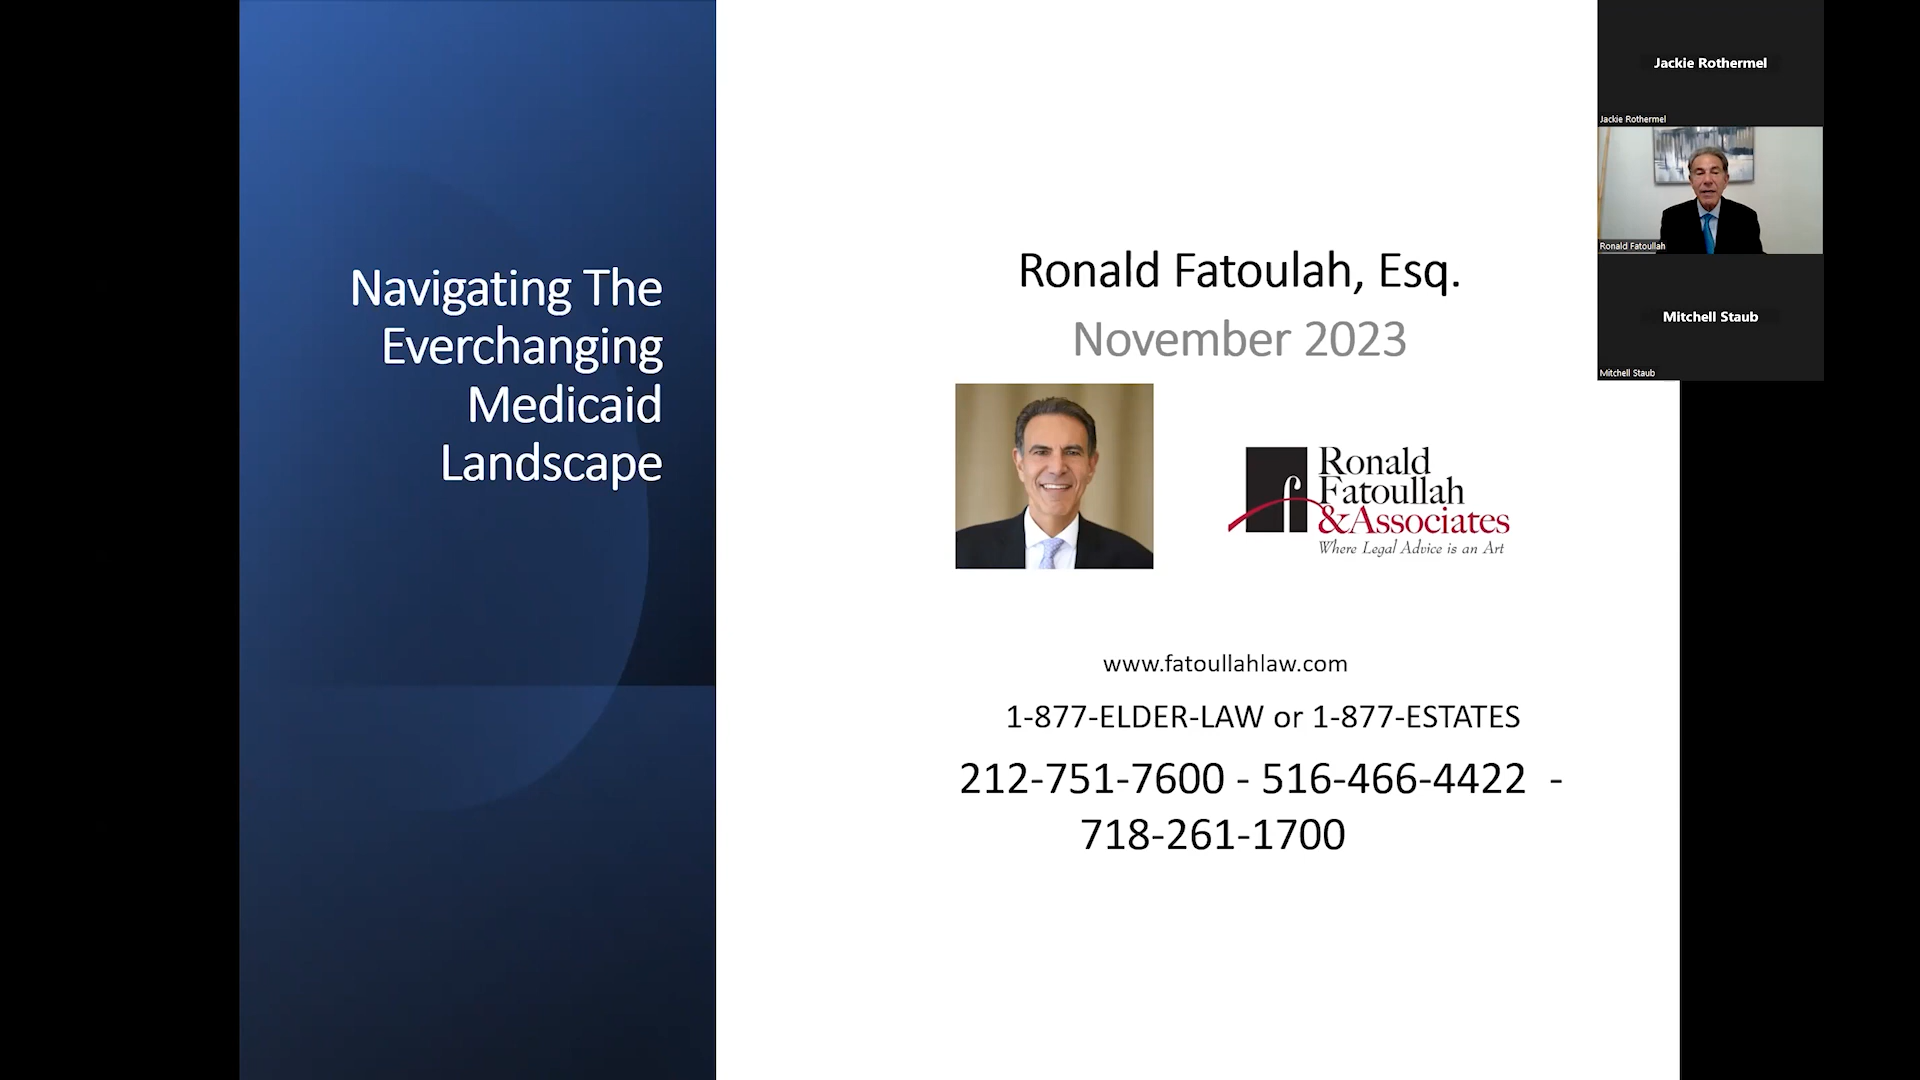 Navigating The
Everchanging
Medicaid
Landscape
Ronald Fatoulah, Esq.
November 2023
f
Ronald
Fatoullah
&Associates
Where Legal Advice is an Art
www.fatoullahlaw.com
1-877-ELDER-LAW or 1-877-ESTATES
212-751-7600 - 516-466-4422 -
718-261-1700
Jackie Rothermel
Jackie Rothermel
Ronald Fatoullah
Mitchell Staub
Mitchell Staub